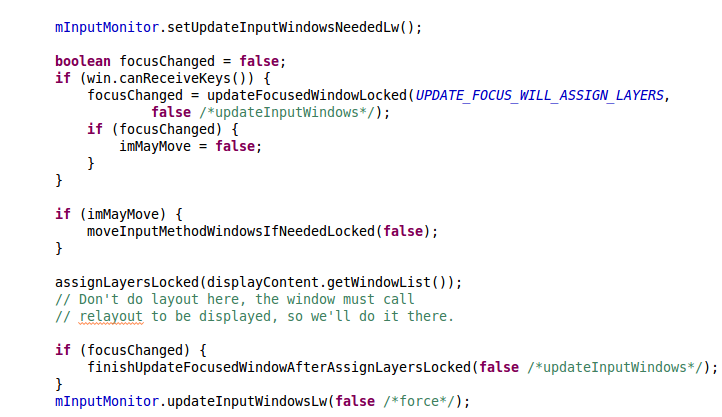 mInputMonitor.setUpdateInputWindowsNeededLw();
boolean focusChanged = false;
if (win.canReceiveKeys()) {
focusChanged = updateFocusedWindowLocked(UPDATE_FOCUS_WILL_ASSIGN_LAYERS,
false /*updateInputWindows*/);
if (focusChanged) {
imMayMove = false;
}
}
if (imMayMove) {
moveInputMethodWindowsIfNeededLocked(false);
}
assignLayersLocked(displayContent.getWindowList());
// Don't do layout here, the window must call
// relayout to be displayed, so we'll do it there.
if (focusChanged) {
finishUpdateFocusedWindowAfterAssignLayersLocked(false /*updateInputWindows*/);
}
mInputMonitor.updateInputWindowsLw(false /*force*/);